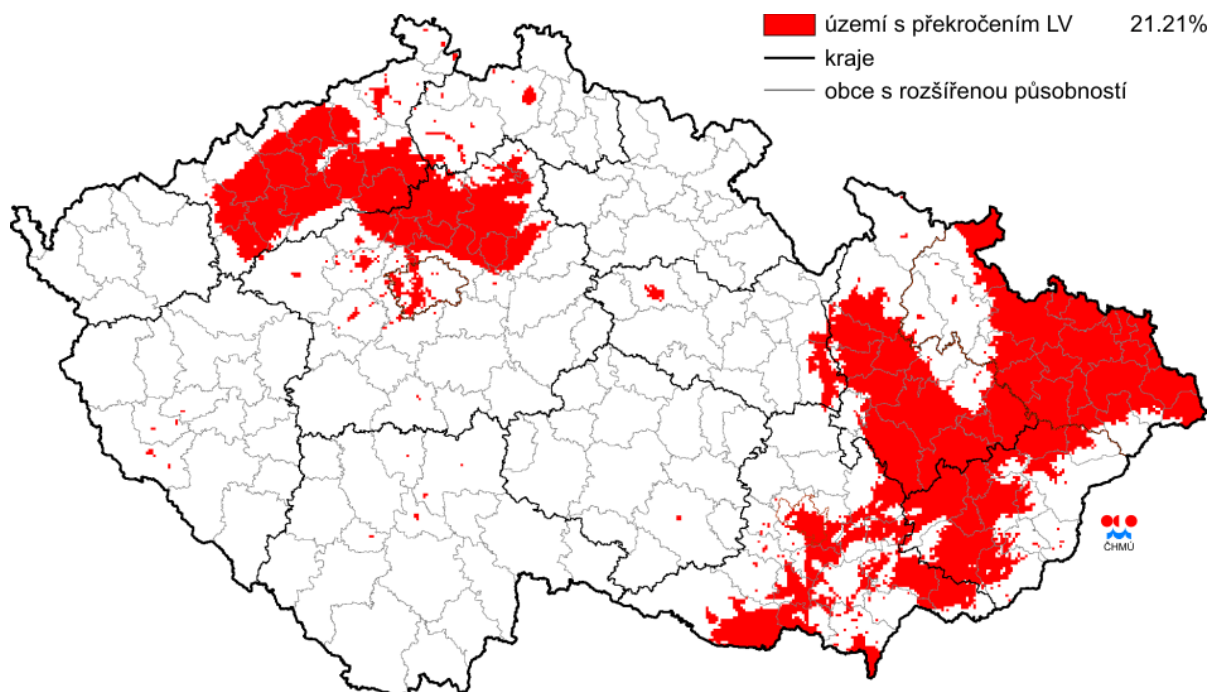 území s překročením LV 21.21%
kraje
obce s rozšířenou působností
ČHMÚ